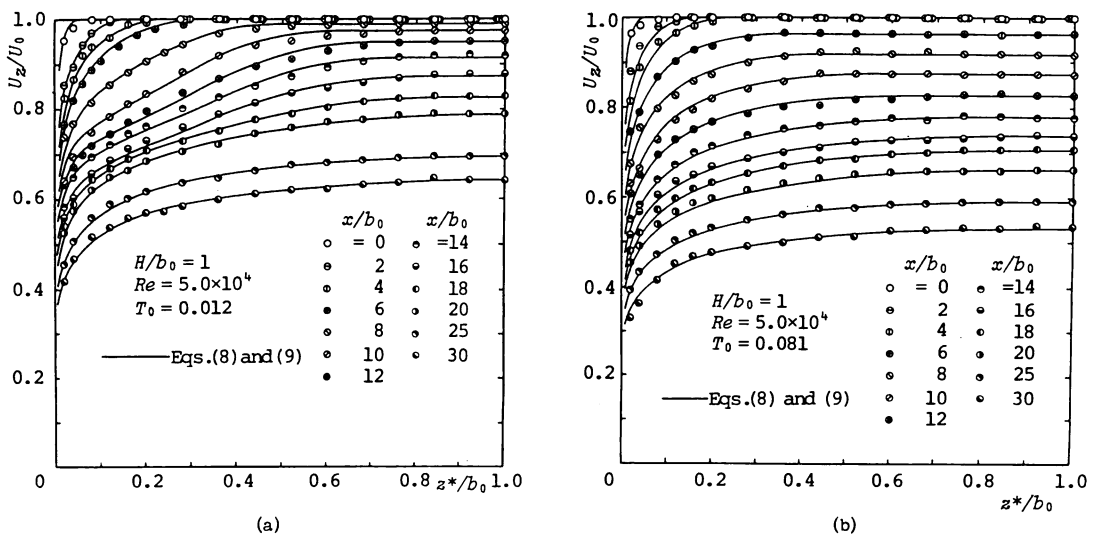 U_z/U_0
1.0
0.8
0.6
0.4
0.2
0
0 0.2 0.4 0.6 0.8 z*/b_0 1.0
H/b_0 = 1
Re = 5.0×10^4
T_0 = 0.012
Eqs.(8) and (9)
x/b_0 x/b_0
= 0 =14
2 16
4 18
6 20
8 25
10 30
12
(a)
U_z/U_0
1.0
0.8
0.6
0.4
0.2
0
0 0.2 0.4 0.6 0.8 1.0
z*/b_0
H/b_0 = 1
Re = 5.0×10^4
T_0 = 0.081
Eqs.(8) and (9)
x/b_0 x/b_0
= 0 =14
2 16
4 18
6 20
8 25
10 30
12
(b)